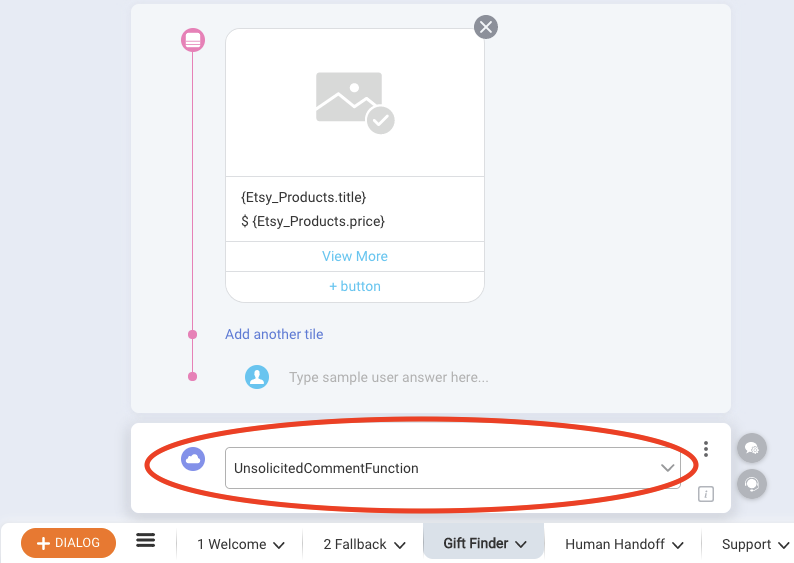 {Etsy_Products.title}
$ {Etsy_Products.price}
View More
+ button
Add another tile
Type sample user answer here...
UnsolicitedCommentFunction
i
+ DIALOG
1 Welcome
2 Fallback
Gift Finder
Human Handoff
Support